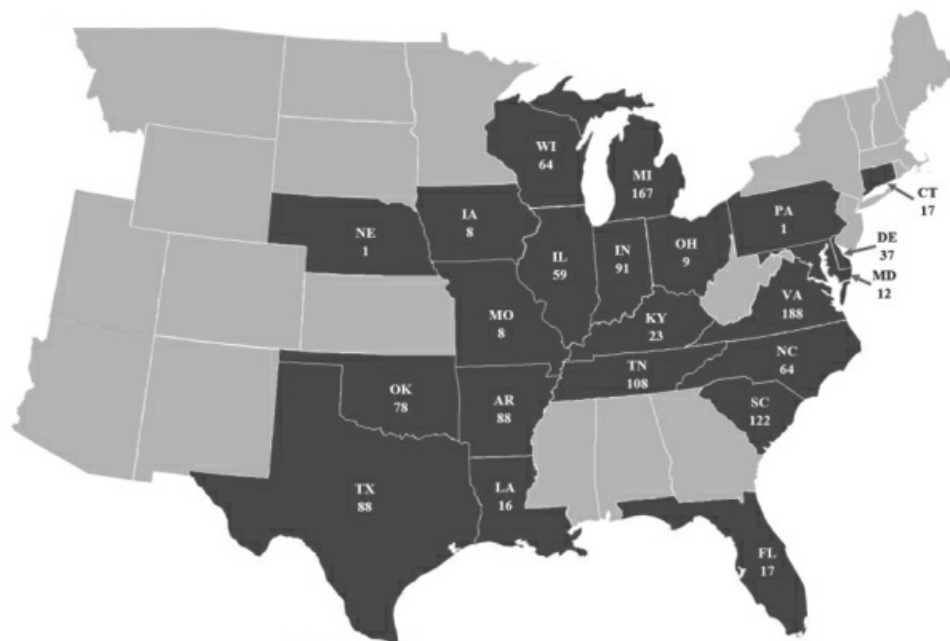 WI
64
MI
167
CT
17
IA
8
PA
1
NE
1
IL
59
IN
91
OH
9
DE
37
MD
12
VA
188
MO
8
KY
23
NC
64
TN
108
OK
78
AR
88
SC
122
TX
88
LA
16
FL
17